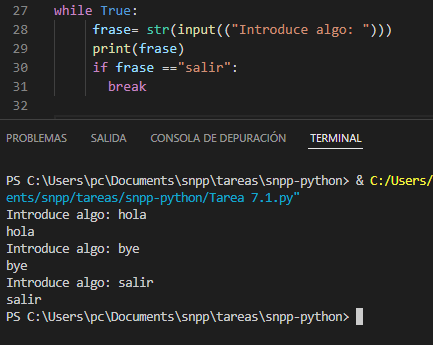 27 while True:
28 frase= str(input(("Introduce algo: ")))
29 print(frase)
30 if frase =="salir":
31 break
32
PROBLEMAS SALIDA CONSOLA DE DEPURACIÓN TERMINAL
PS C:\Users\pc\Documents\snpp\tareas\snpp-python> & C:/Users/
ents/snpp/tareas/snpp-python/Tarea 7.1.py"
Introduce algo: hola
hola
Introduce algo: bye
bye
Introduce algo: salir
salir
PS C:\Users\pc\Documents\snpp\tareas\snpp-python>